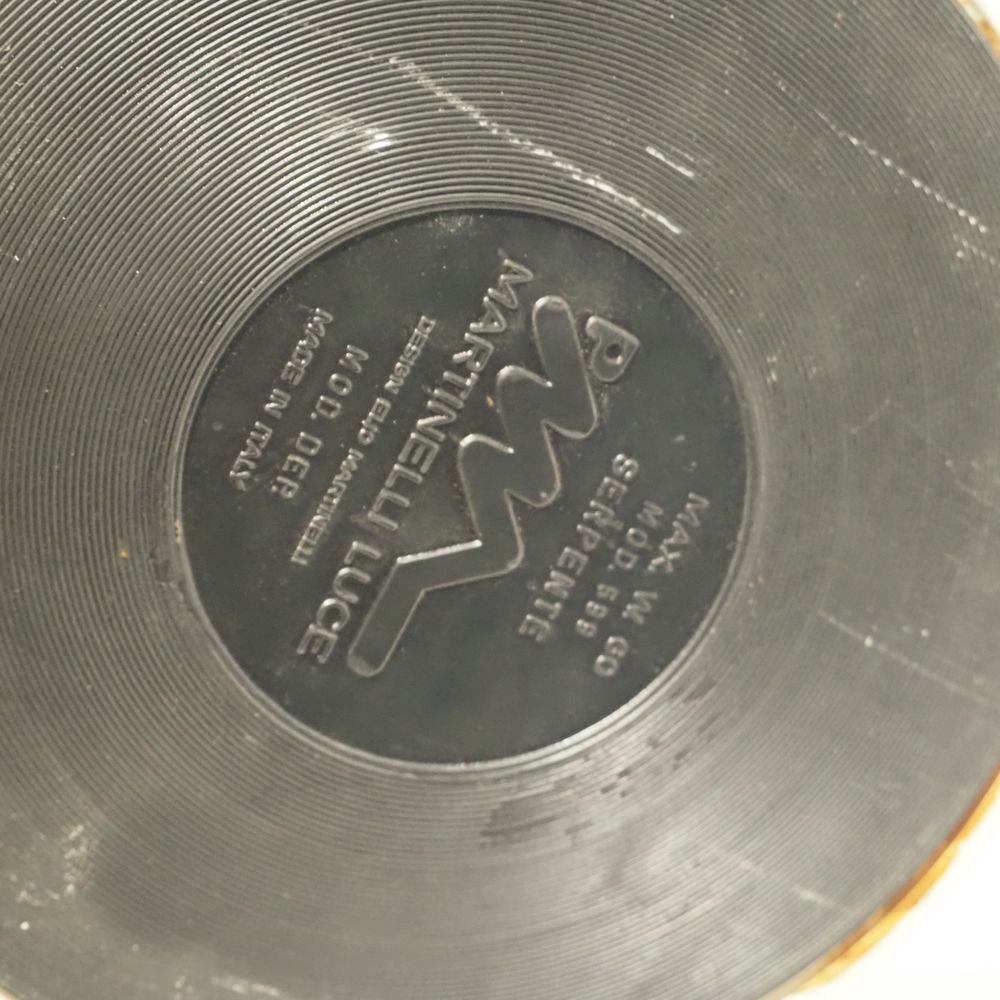 MAX. W. 60
MOD. 599
SERPENTE
MARTINELLI LUCE
DESIGN ELIO MARTINELLI
MOD. DEP.
MADE IN ITALY